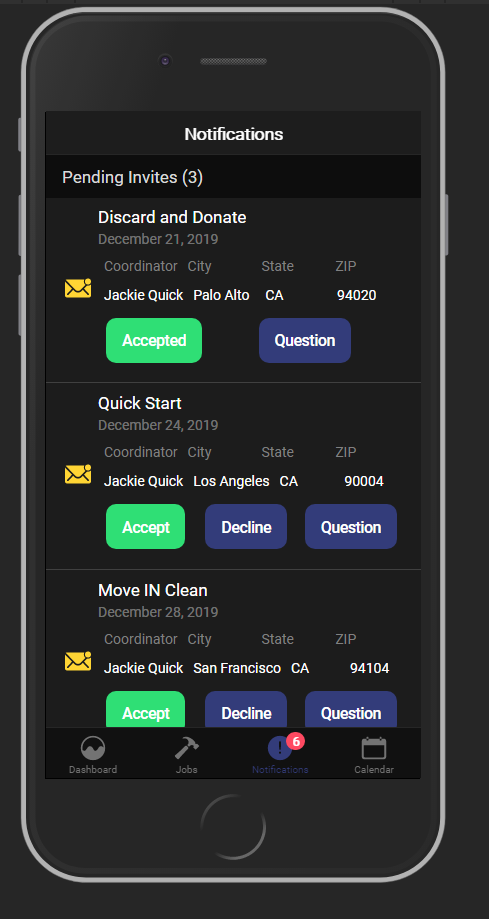 Notifications
Pending Invites (3)
Discard and Donate
December 21, 2019
Coordinator City State ZIP
Jackie Quick Palo Alto CA 94020
Accepted Question
Quick Start
December 24, 2019
Coordinator City State ZIP
Jackie Quick Los Angeles CA 90004
Accept Decline Question
Move IN Clean
December 28, 2019
Coordinator City State ZIP
Jackie Quick San Francisco CA 94104
Accept Decline Question
6
Dashboard Jobs Notifications Calendar